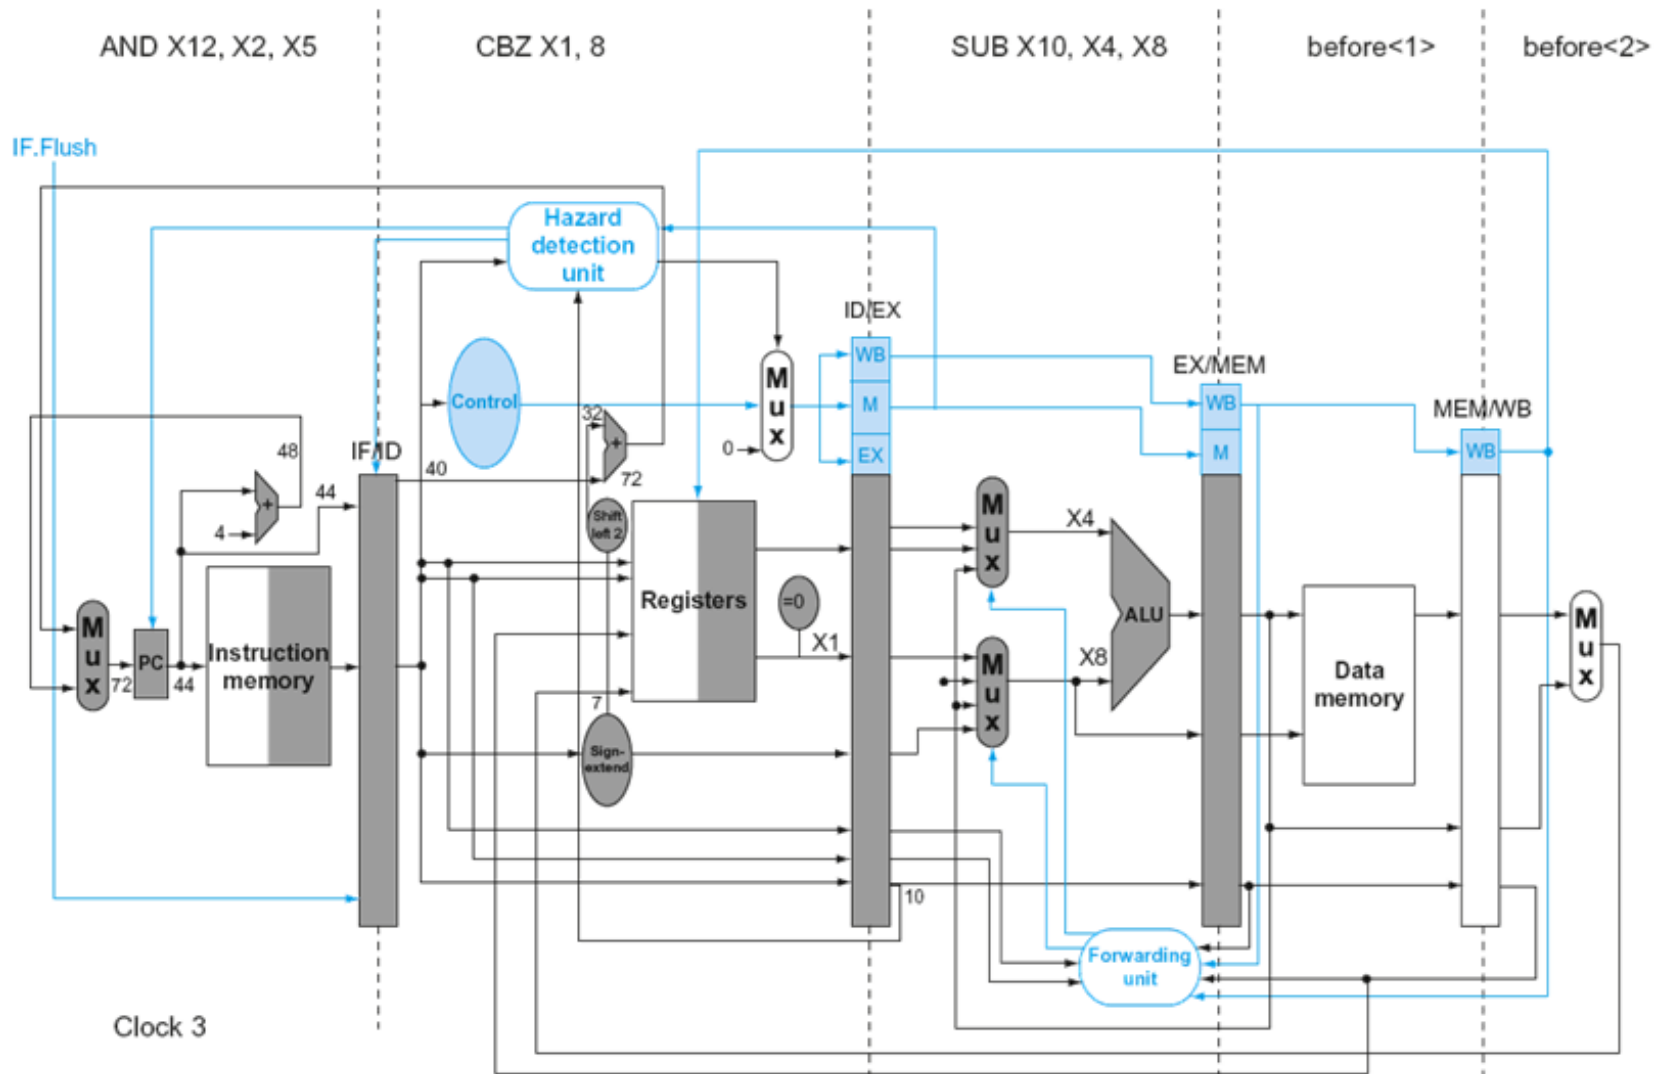 AND X12, X2, X5
CBZ X1, 8
SUB X10, X4, X8
before<1>
before<2>
IF.Flush
Hazard
detection
unit
ID/EX
WB
M
EX
Control
M
u
x
0
EX/MEM
WB
M
MEM/WB
WB
IF/ID
48
44
4
+
40
32
+
72
Shift
left 2
M
u
x
72
PC
44
Instruction
memory
Registers
=0
X1
7
Sign-
extend
M
u
x
X4
M
u
x
X8
ALU
Data
memory
M
u
x
10
Forwarding
unit
Clock 3